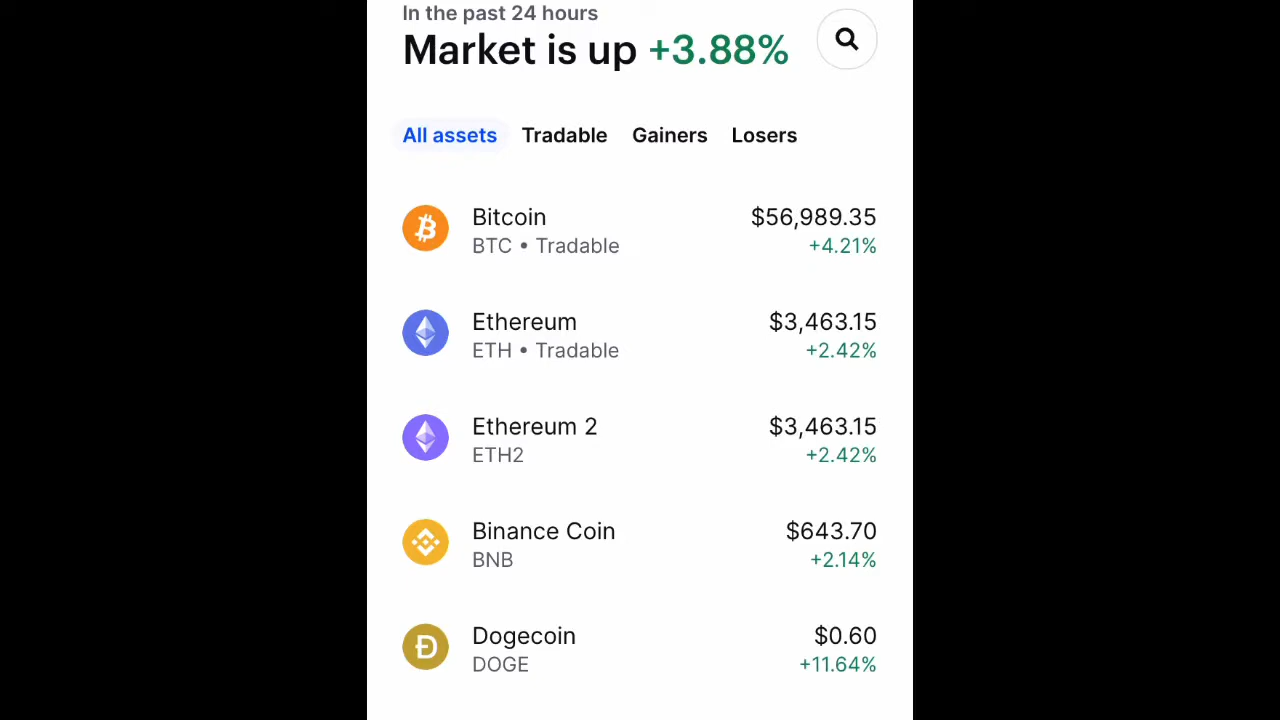 In the past 24 hours
Market is up +3.88%
All assets Tradable Gainers Losers
Bitcoin $56,989.35
BTC • Tradable +4.21%
Ethereum $3,463.15
ETH • Tradable +2.42%
Ethereum 2 $3,463.15
ETH2 +2.42%
Binance Coin $643.70
BNB +2.14%
Dogecoin $0.60
DOGE +11.64%